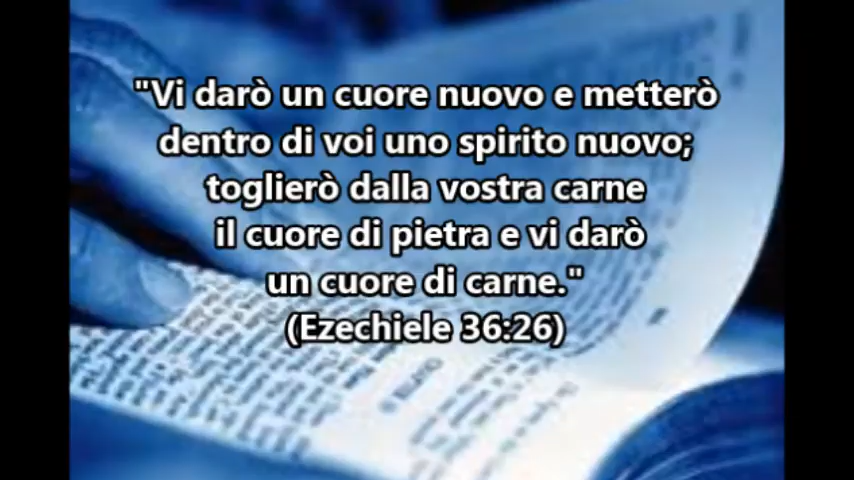 "Vi darò un cuore nuovo e metterò
dentro di voi uno spirito nuovo;
toglierò dalla vostra carne
il cuore di pietra e vi darò
un cuore di carne."
(Ezechiele 36:26)